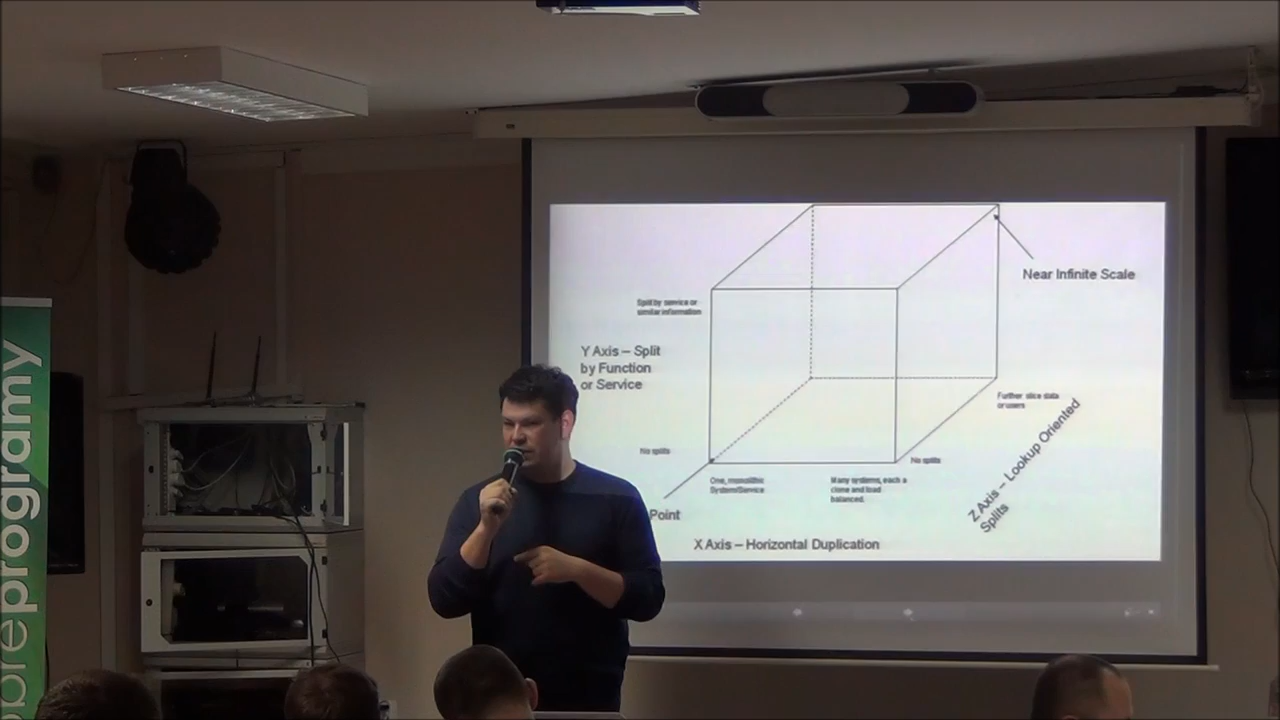 Near Infinite Scale
Split by service or
similar information
Y Axis – Split
by Function
or Service
Further slice data
or users
No splits
No splits
One, monolithic
System/Service
Many systems, each a
clone and load
balanced.
Z Axis – Lookup Oriented
Splits
Point
X Axis – Horizontal Duplication
breprogramy